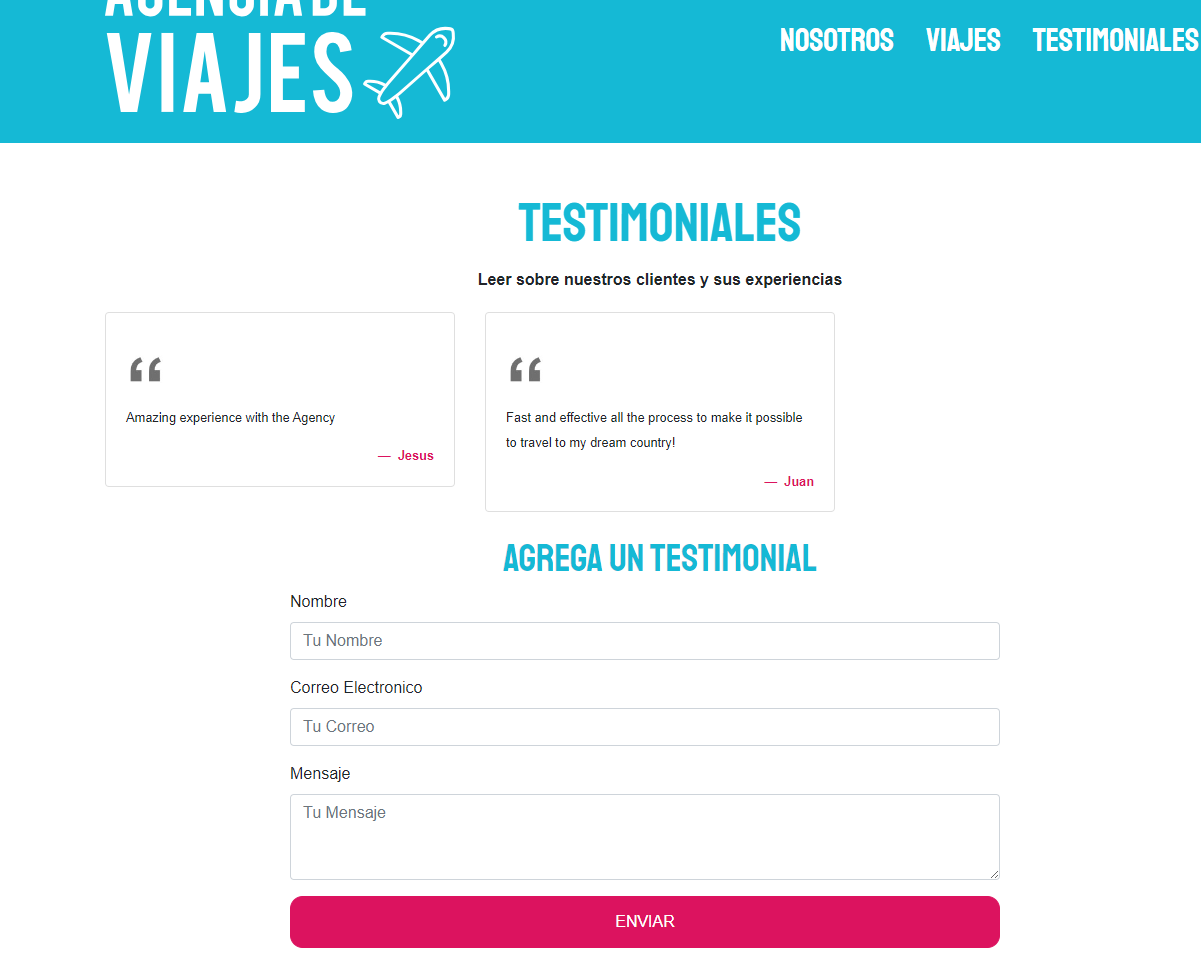 AGENCIA DE
VIAJES
NOSOTROS VIAJES TESTIMONIALES
TESTIMONIALES
Leer sobre nuestros clientes y sus experiencias
“
Amazing experience with the Agency
— Jesus
“
Fast and effective all the process to make it possible
to travel to my dream country!
— Juan
AGREGA UN TESTIMONIAL
Nombre
Tu Nombre
Correo Electronico
Tu Correo
Mensaje
Tu Mensaje
ENVIAR